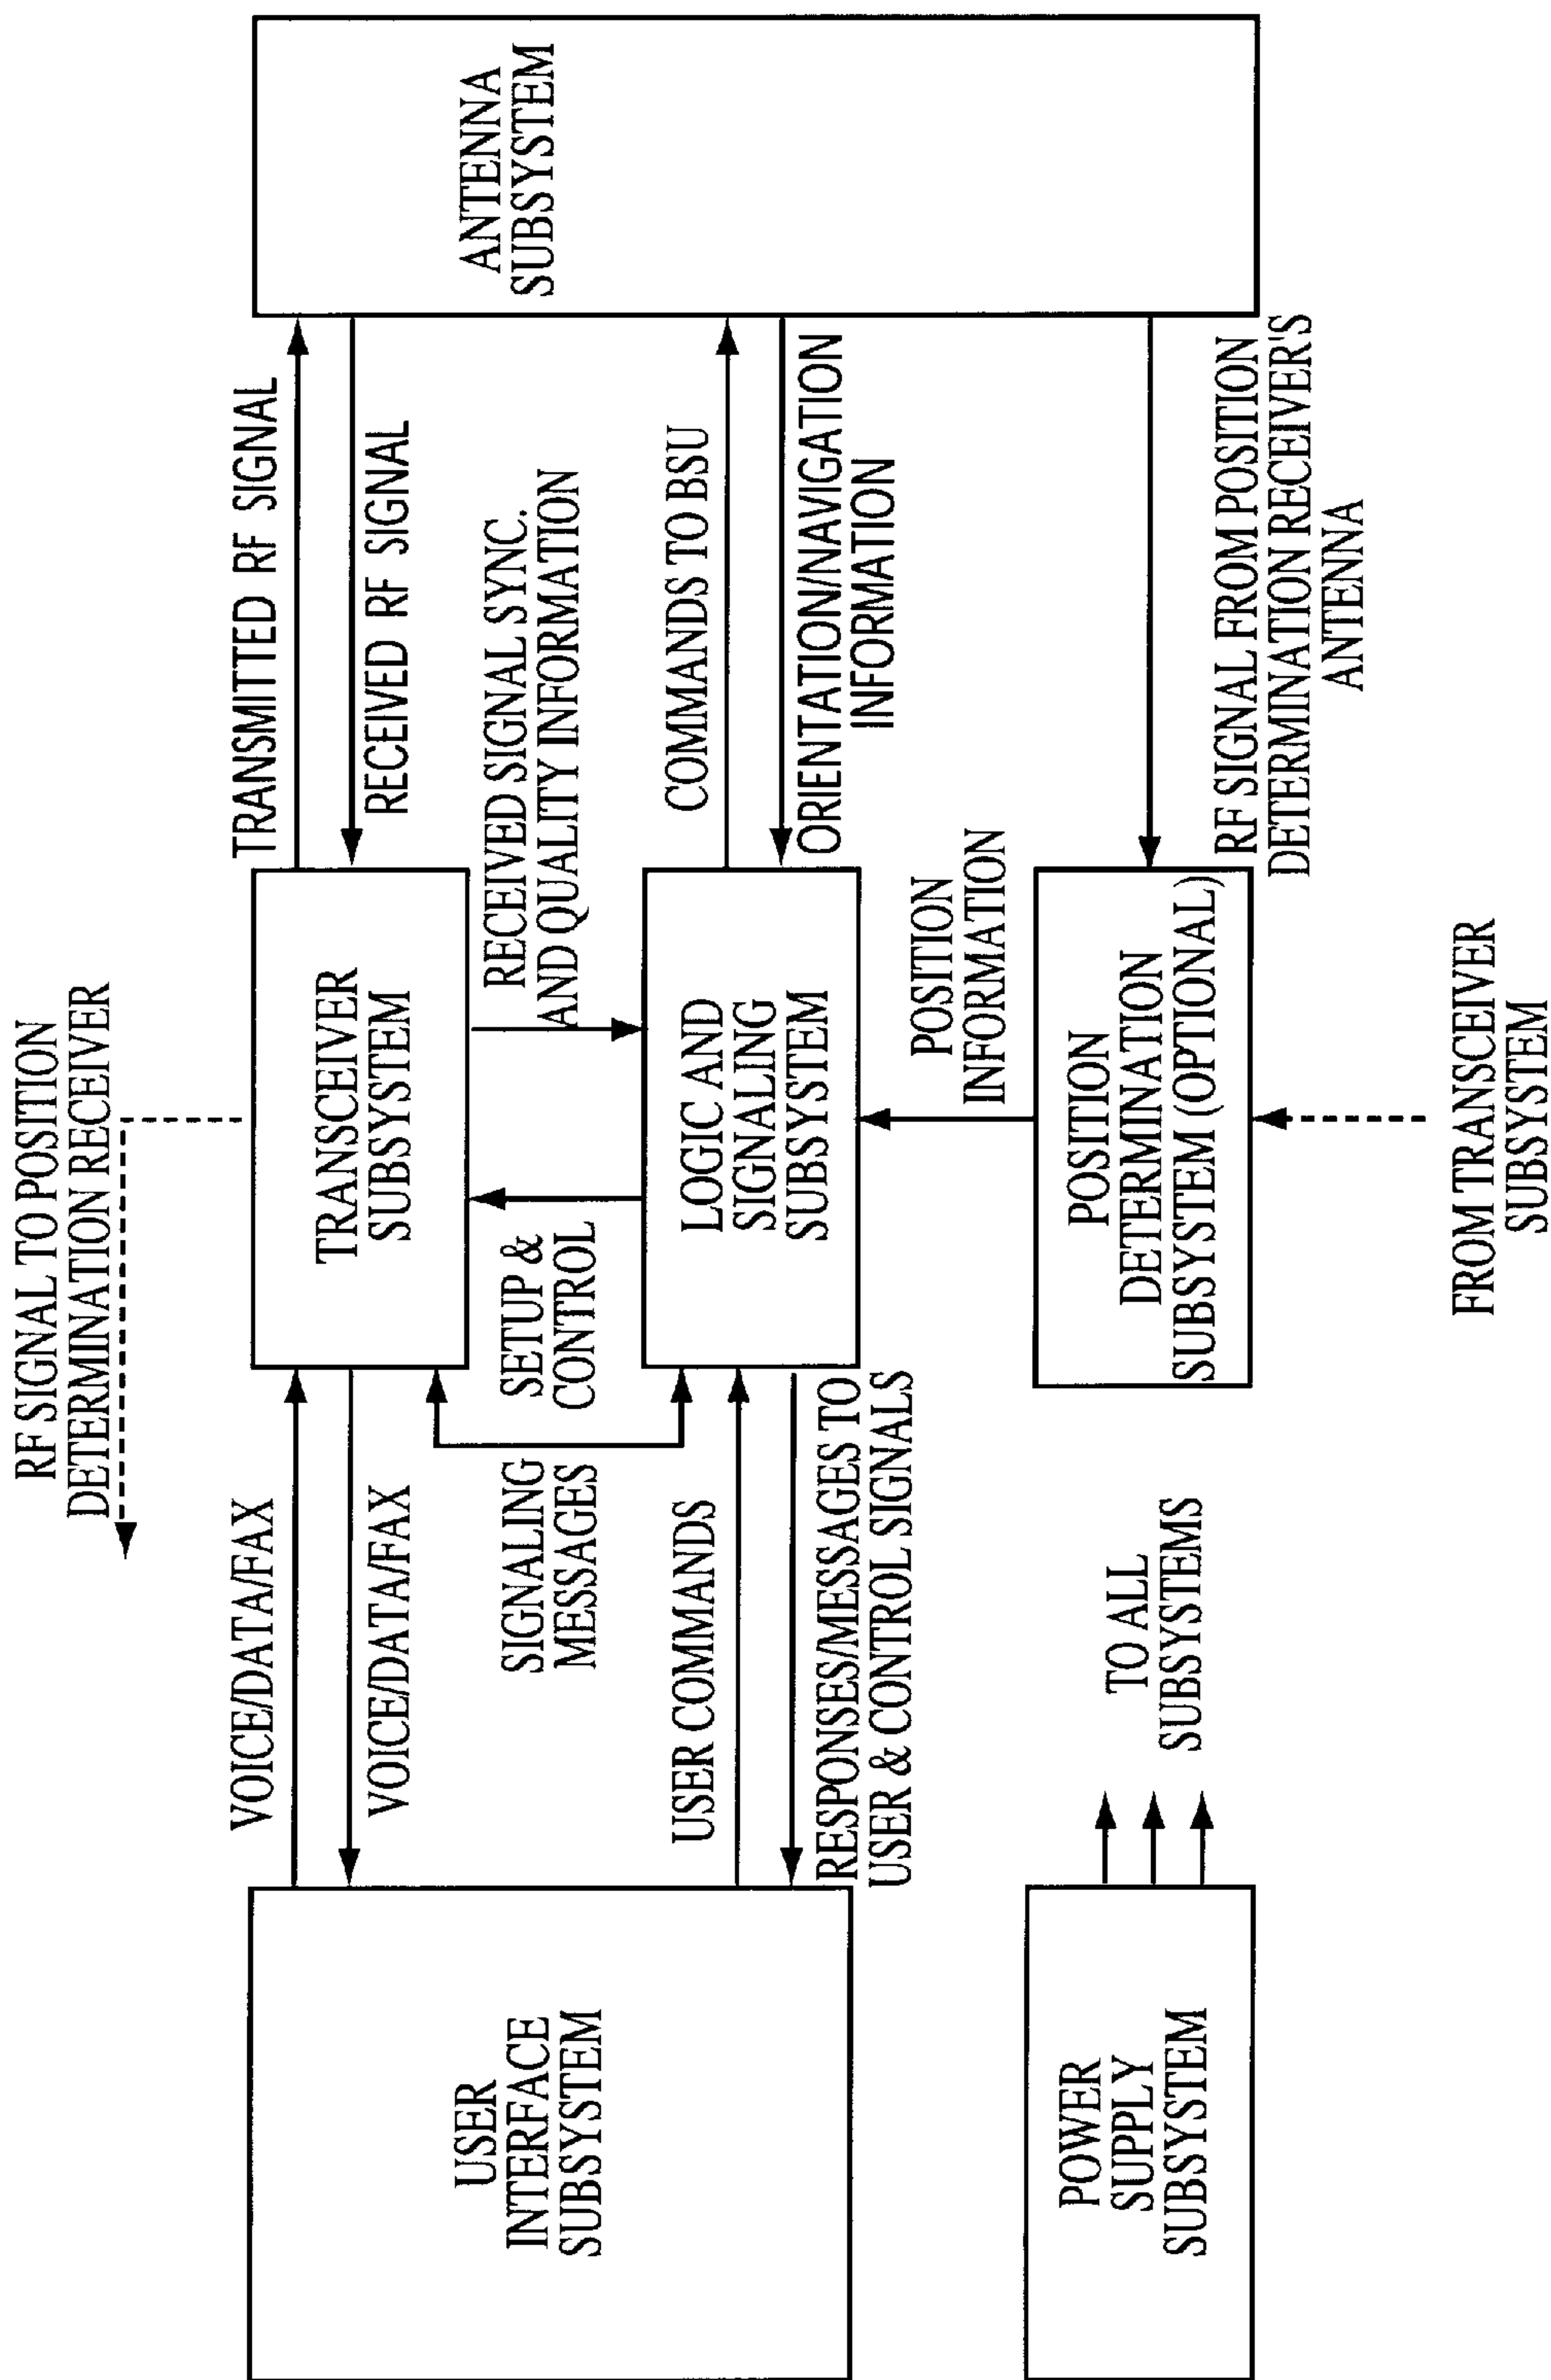 RF SIGNAL TO POSITION
DETERMINATION RECEIVER
VOICE/DATA/FAX
VOICE/DATA/FAX
TRANSCEIVER
SUBSYSTEM
TRANSMITTED RF SIGNAL
RECEIVED RF SIGNAL
ANTENNA
SUBSYSTEM
SIGNALING
MESSAGES
SETUP &
CONTROL
RECEIVED SIGNAL SYNC.
AND QUALITY INFORMATION
USER
INTERFACE
SUBSYSTEM
USER COMMANDS
RESPONSES/MESSAGES TO
USER & CONTROL SIGNALS
LOGIC AND
SIGNALING
SUBSYSTEM
COMMANDS TO BSU
ORIENTATION/NAVIGATION
INFORMATION
POSITION
INFORMATION
POWER
SUPPLY
SUBSYSTEM
TO ALL
SUBSYSTEMS
POSITION
DETERMINATION
SUBSYSTEM (OPTIONAL)
RF SIGNAL FROM POSITION
DETERMINATION RECEIVER'S
ANTENNA
FROM TRANSCEIVER
SUBSYSTEM